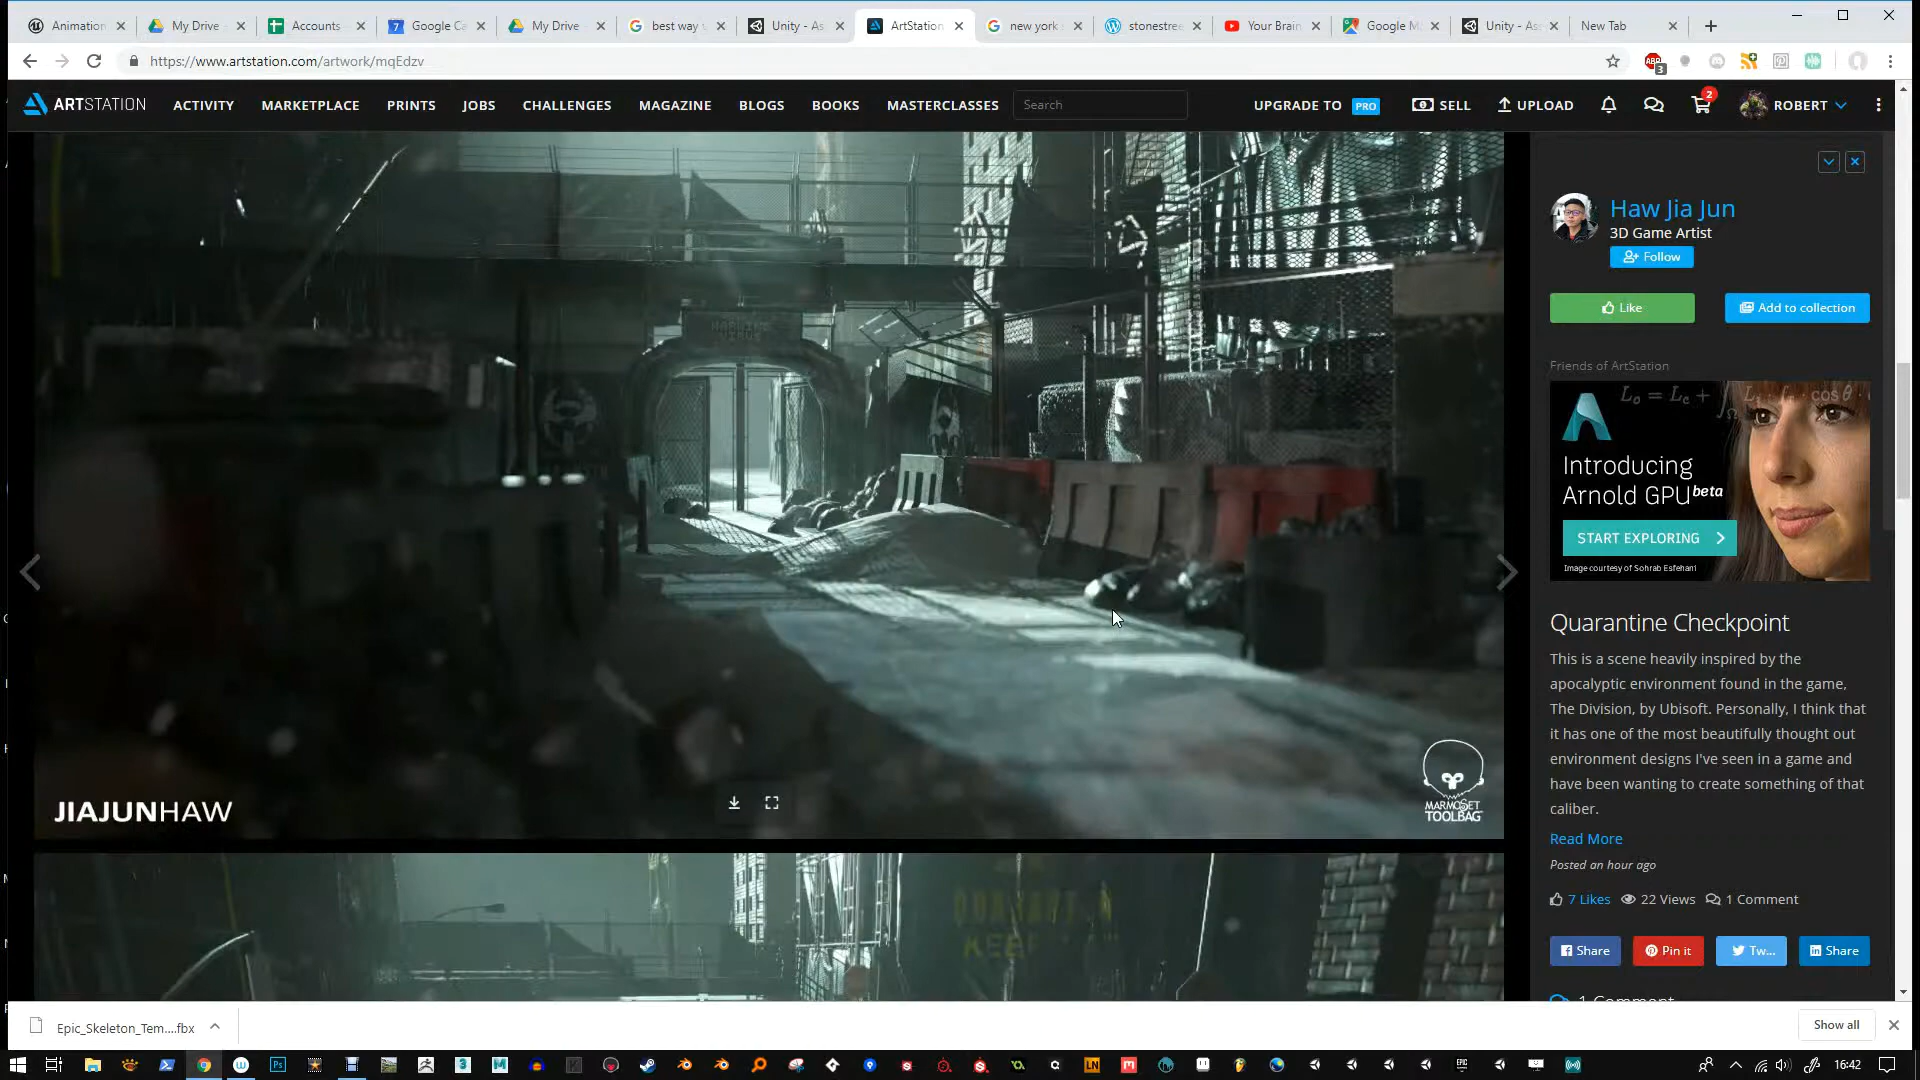 Animation
My Drive
Accounts
Google Ca
My Drive
best way
Unity - As
ArtStation
new york
stonestree
Your Brain
Google M
Unity - As
New Tab
https://www.artstation.com/artwork/mqEdzv
ABP
3
ARTSTATION
ACTIVITY
MARKETPLACE
PRINTS
JOBS
CHALLENGES
MAGAZINE
BLOGS
BOOKS
MASTERCLASSES
Search
UPGRADE TO PRO
SELL
UPLOAD
2
ROBERT
Haw Jia Jun
3D Game Artist
Follow
Like
Add to collection
Friends of ArtStation
Introducing
Arnold GPU beta
START EXPLORING
Image courtesy of Sohrab Esfehani
Quarantine Checkpoint
This is a scene heavily inspired by the
apocalyptic environment found in the game,
The Division, by Ubisoft. Personally, I think that
it has one of the most beautifully thought out
environment designs I've seen in a game and
have been wanting to create something of that
caliber.
Read More
Posted an hour ago
7 Likes
22 Views
1 Comment
Share
Pin it
Tw...
Share
1 Comment
JIAJUNHAW
MARMOSET
TOOLBAG
KEEP
Epic_Skeleton_Tem....fbx
Show all
16:42